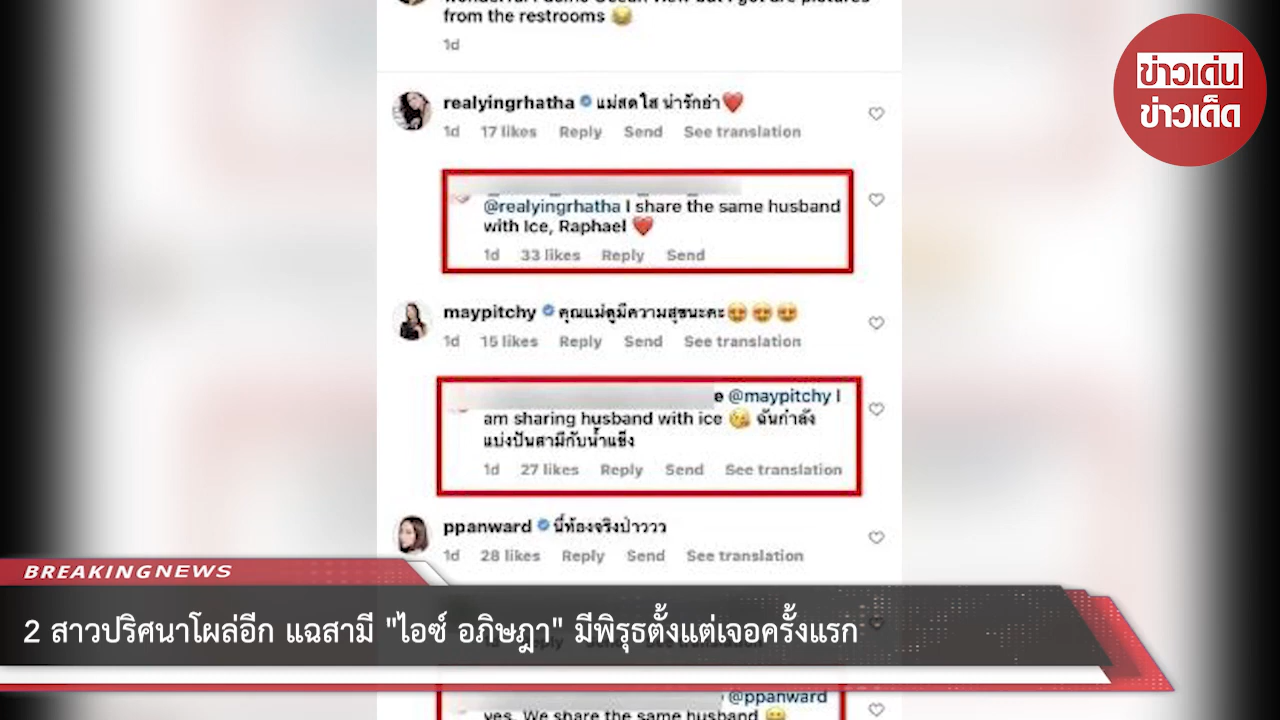 from the restrooms 😂
1d
ข่าวเด่น
ข่าวเด็ด
realyingrhatha แม่สดใส น่ารักอ่า❤️
1d 17 likes Reply Send See translation
@realyingrhatha I share the same husband
with Ice, Raphael ❤️
1d 33 likes Reply Send
maypitchy คุณแม่ดูมีความสุขนะคะ😍😍😍
1d 15 likes Reply Send See translation
e @maypitchy I
am sharing husband with ice 😘 ฉันกำลัง
แบ่งปันสามีกับน้ำแข็ง
1d 27 likes Reply Send See translation
ppanward นี่ท้องจริงป่าววว
1d 28 likes Reply Send See translation
BREAKING NEWS
2 สาวปริศนาโผล่อีก แฉสามี "ไอซ์ อภิษฎา" มีพิรุธตั้งแต่เจอครั้งแรก
@ppanward
yes. We share the same husband